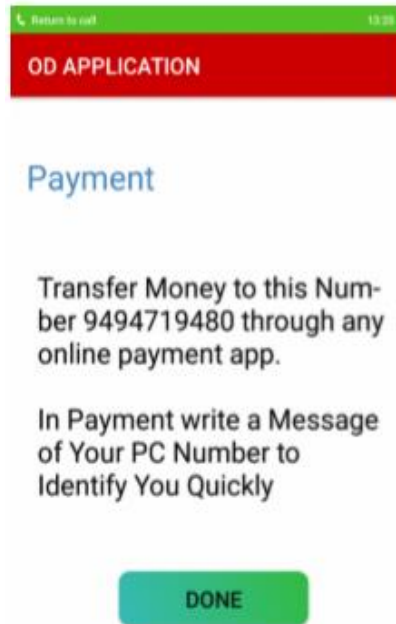 Return to call 13:20
OD APPLICATION
Payment
Transfer Money to this Num-
ber 9494719480 through any
online payment app.
In Payment write a Message
of Your PC Number to
Identify You Quickly
DONE